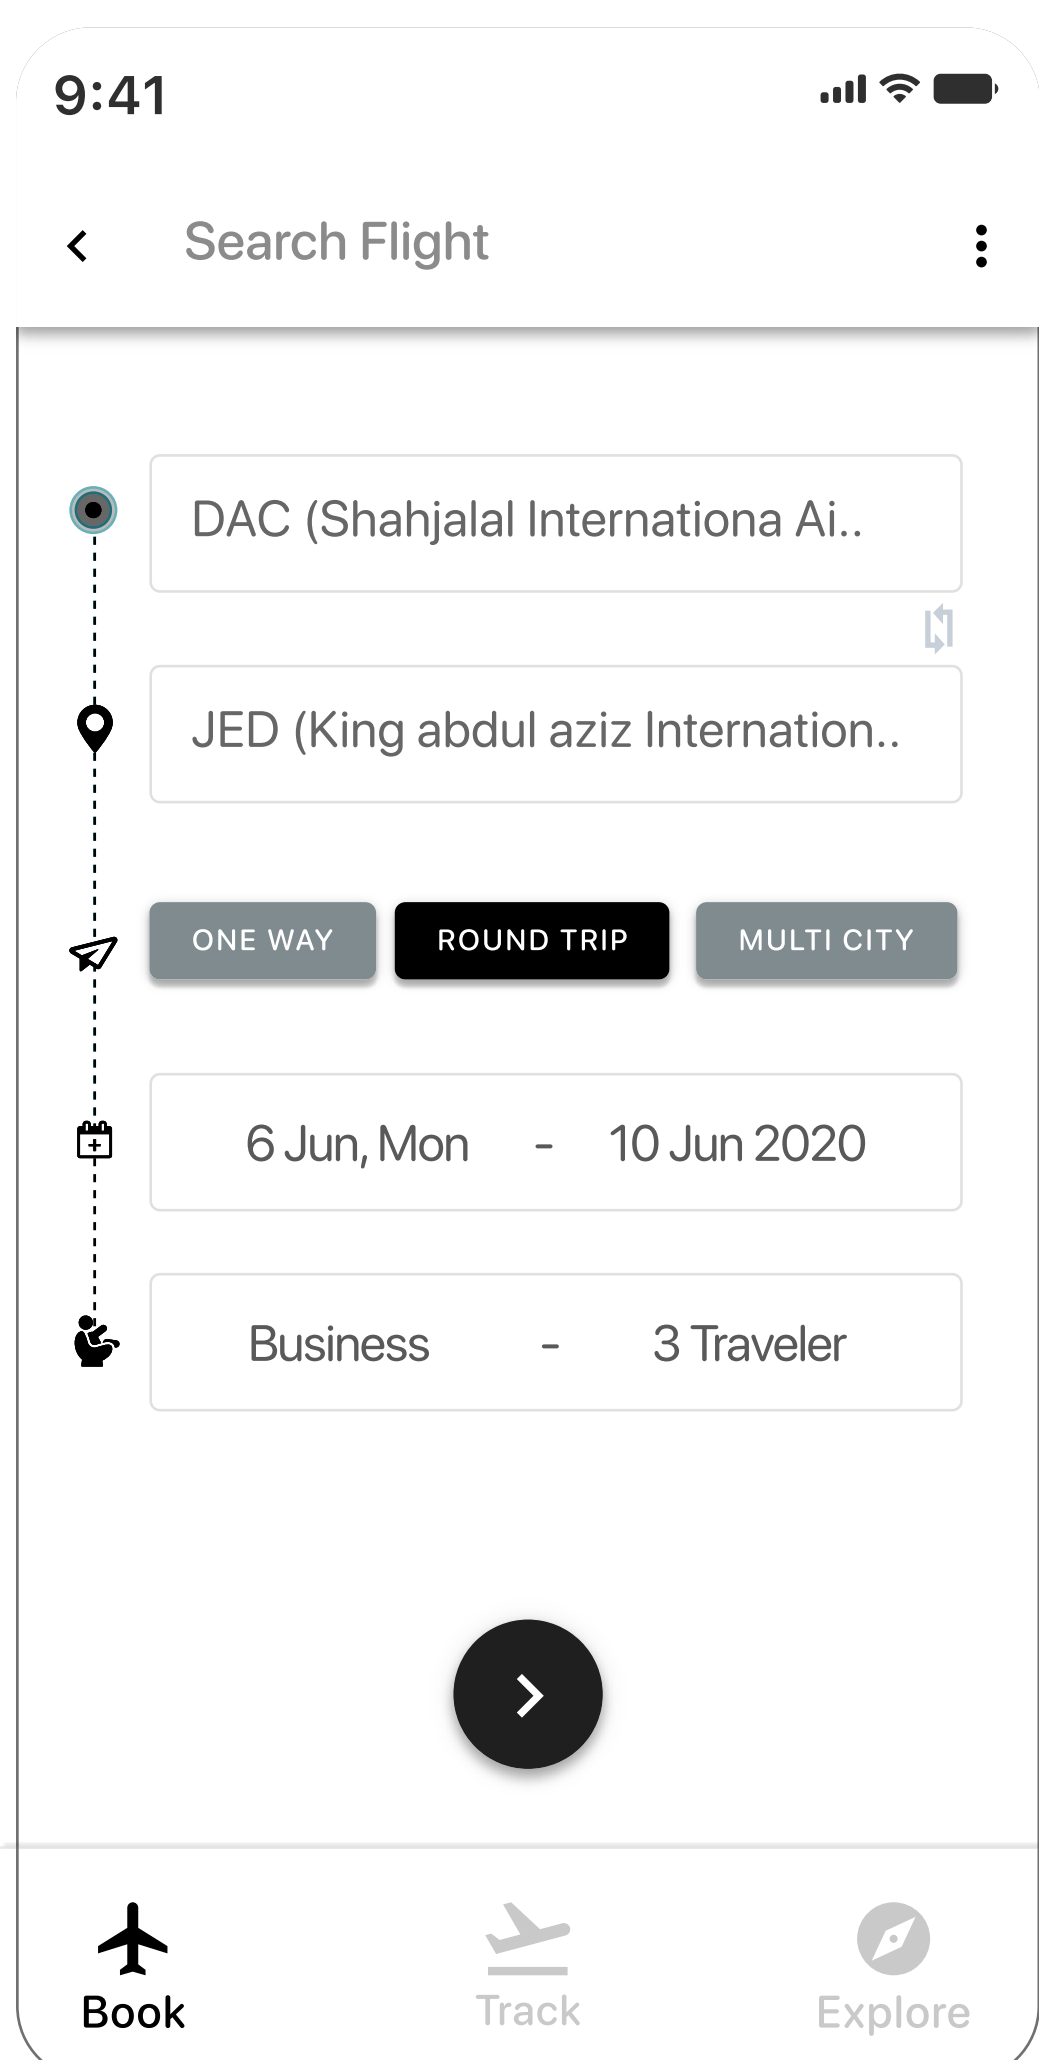 9:41
Search Flight
DAC (Shahjalal Internationa Ai..
JED (King abdul aziz Internation..
ONE WAY ROUND TRIP MULTI CITY
6 Jun, Mon - 10 Jun 2020
Business - 3 Traveler
Book Track Explore